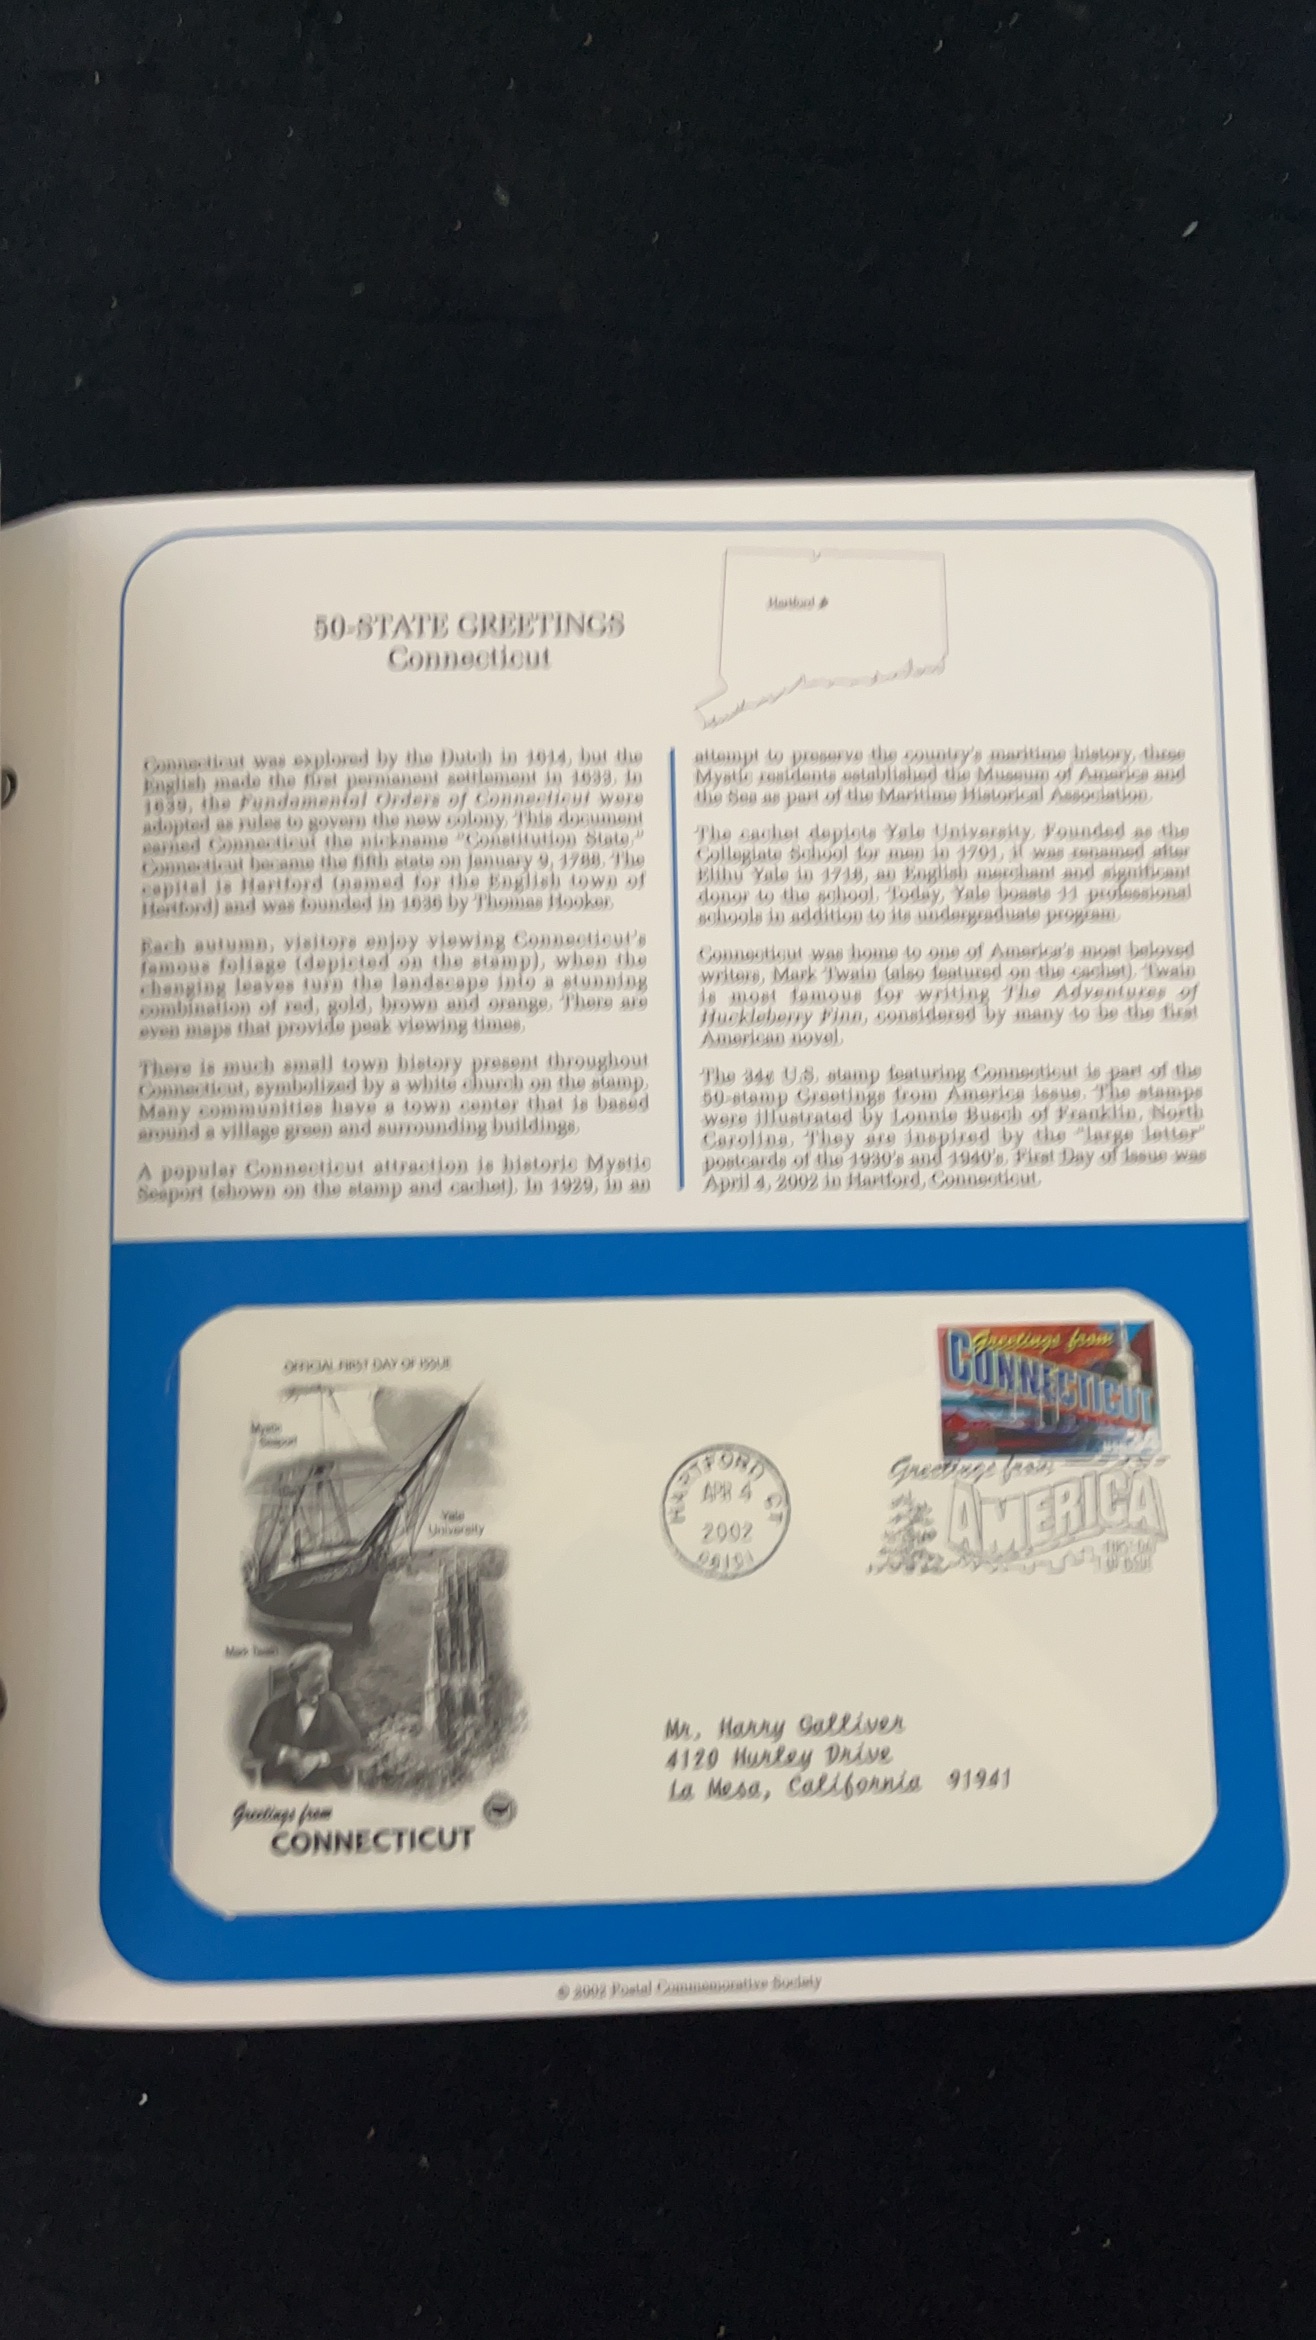 50-STATE GREETINGS
Connecticut
Hartford
Connecticut was explored by the Dutch in 1614, but the
English made the first permanent settlement in 1633. In
1639, the Fundamental Orders of Connecticut were
adopted as rules to govern the new colony. This document
earned Connecticut the nickname "Constitution State."
Connecticut became the fifth state on January 9, 1788. The
capital is Hartford (named for the English town of
Hertford) and was founded in 1636 by Thomas Hooker.
Each autumn, visitors enjoy viewing Connecticut's
famous foliage (depicted on the stamp), when the
changing leaves turn the landscape into a stunning
combination of red, gold, brown and orange. There are
even maps that provide peak viewing times.
There is much small town history present throughout
Connecticut, symbolized by a white church on the stamp.
Many communities have a town center that is based
around a village green and surrounding buildings.
A popular Connecticut attraction is historic Mystic
Seaport (shown on the stamp and cachet). In 1929, in an
attempt to preserve the country's maritime history, three
Mystic residents established the Museum of America and
the Sea as part of the Maritime Historical Association.
The cachet depicts Yale University. Founded as the
Collegiate School for men in 1701, it was renamed after
Elihu Yale in 1718, an English merchant and significant
donor to the school. Today, Yale boasts 11 professional
schools in addition to its undergraduate program.
Connecticut was home to one of America's most beloved
writers, Mark Twain (also featured on the cachet). Twain
is most famous for writing The Adventures of
Huckleberry Finn, considered by many to be the first
American novel.
The 34¢ U.S. stamp featuring Connecticut is part of the
50-stamp Greetings from America issue. The stamps
were illustrated by Lonnie Busch of Franklin, North
Carolina. They are inspired by the "large letter"
postcards of the 1930's and 1940's. First Day of Issue was
April 4, 2002 in Hartford, Connecticut.
OFFICIAL FIRST DAY OF ISSUE
Mystic
Seaport
Yale
University
Mark Twain
Greetings from
CONNECTICUT
Greetings from
CONNECTICUT
HARTFORD CT
APR 4
2002
06101
Greetings from
AMERICA
FIRST DAY
OF ISSUE
Mr. Harry Galliver
4120 Hurley Drive
La Mesa, California 91941
© 2002 Postal Commemorative Society